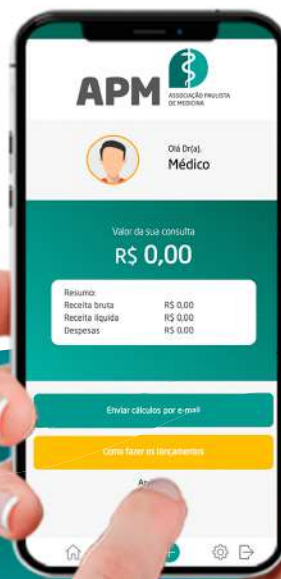 APM
ASSOCIAÇÃO PAULISTA
DE MEDICINA
Olá Dr(a).
Médico
Valor da sua consulta
R$ 0,00
Resumo:
Receita bruta R$ 0,00
Receita líquida R$ 0,00
Despesas R$ 0,00
Enviar cálculos por e-mail
Como fazer os lançamentos